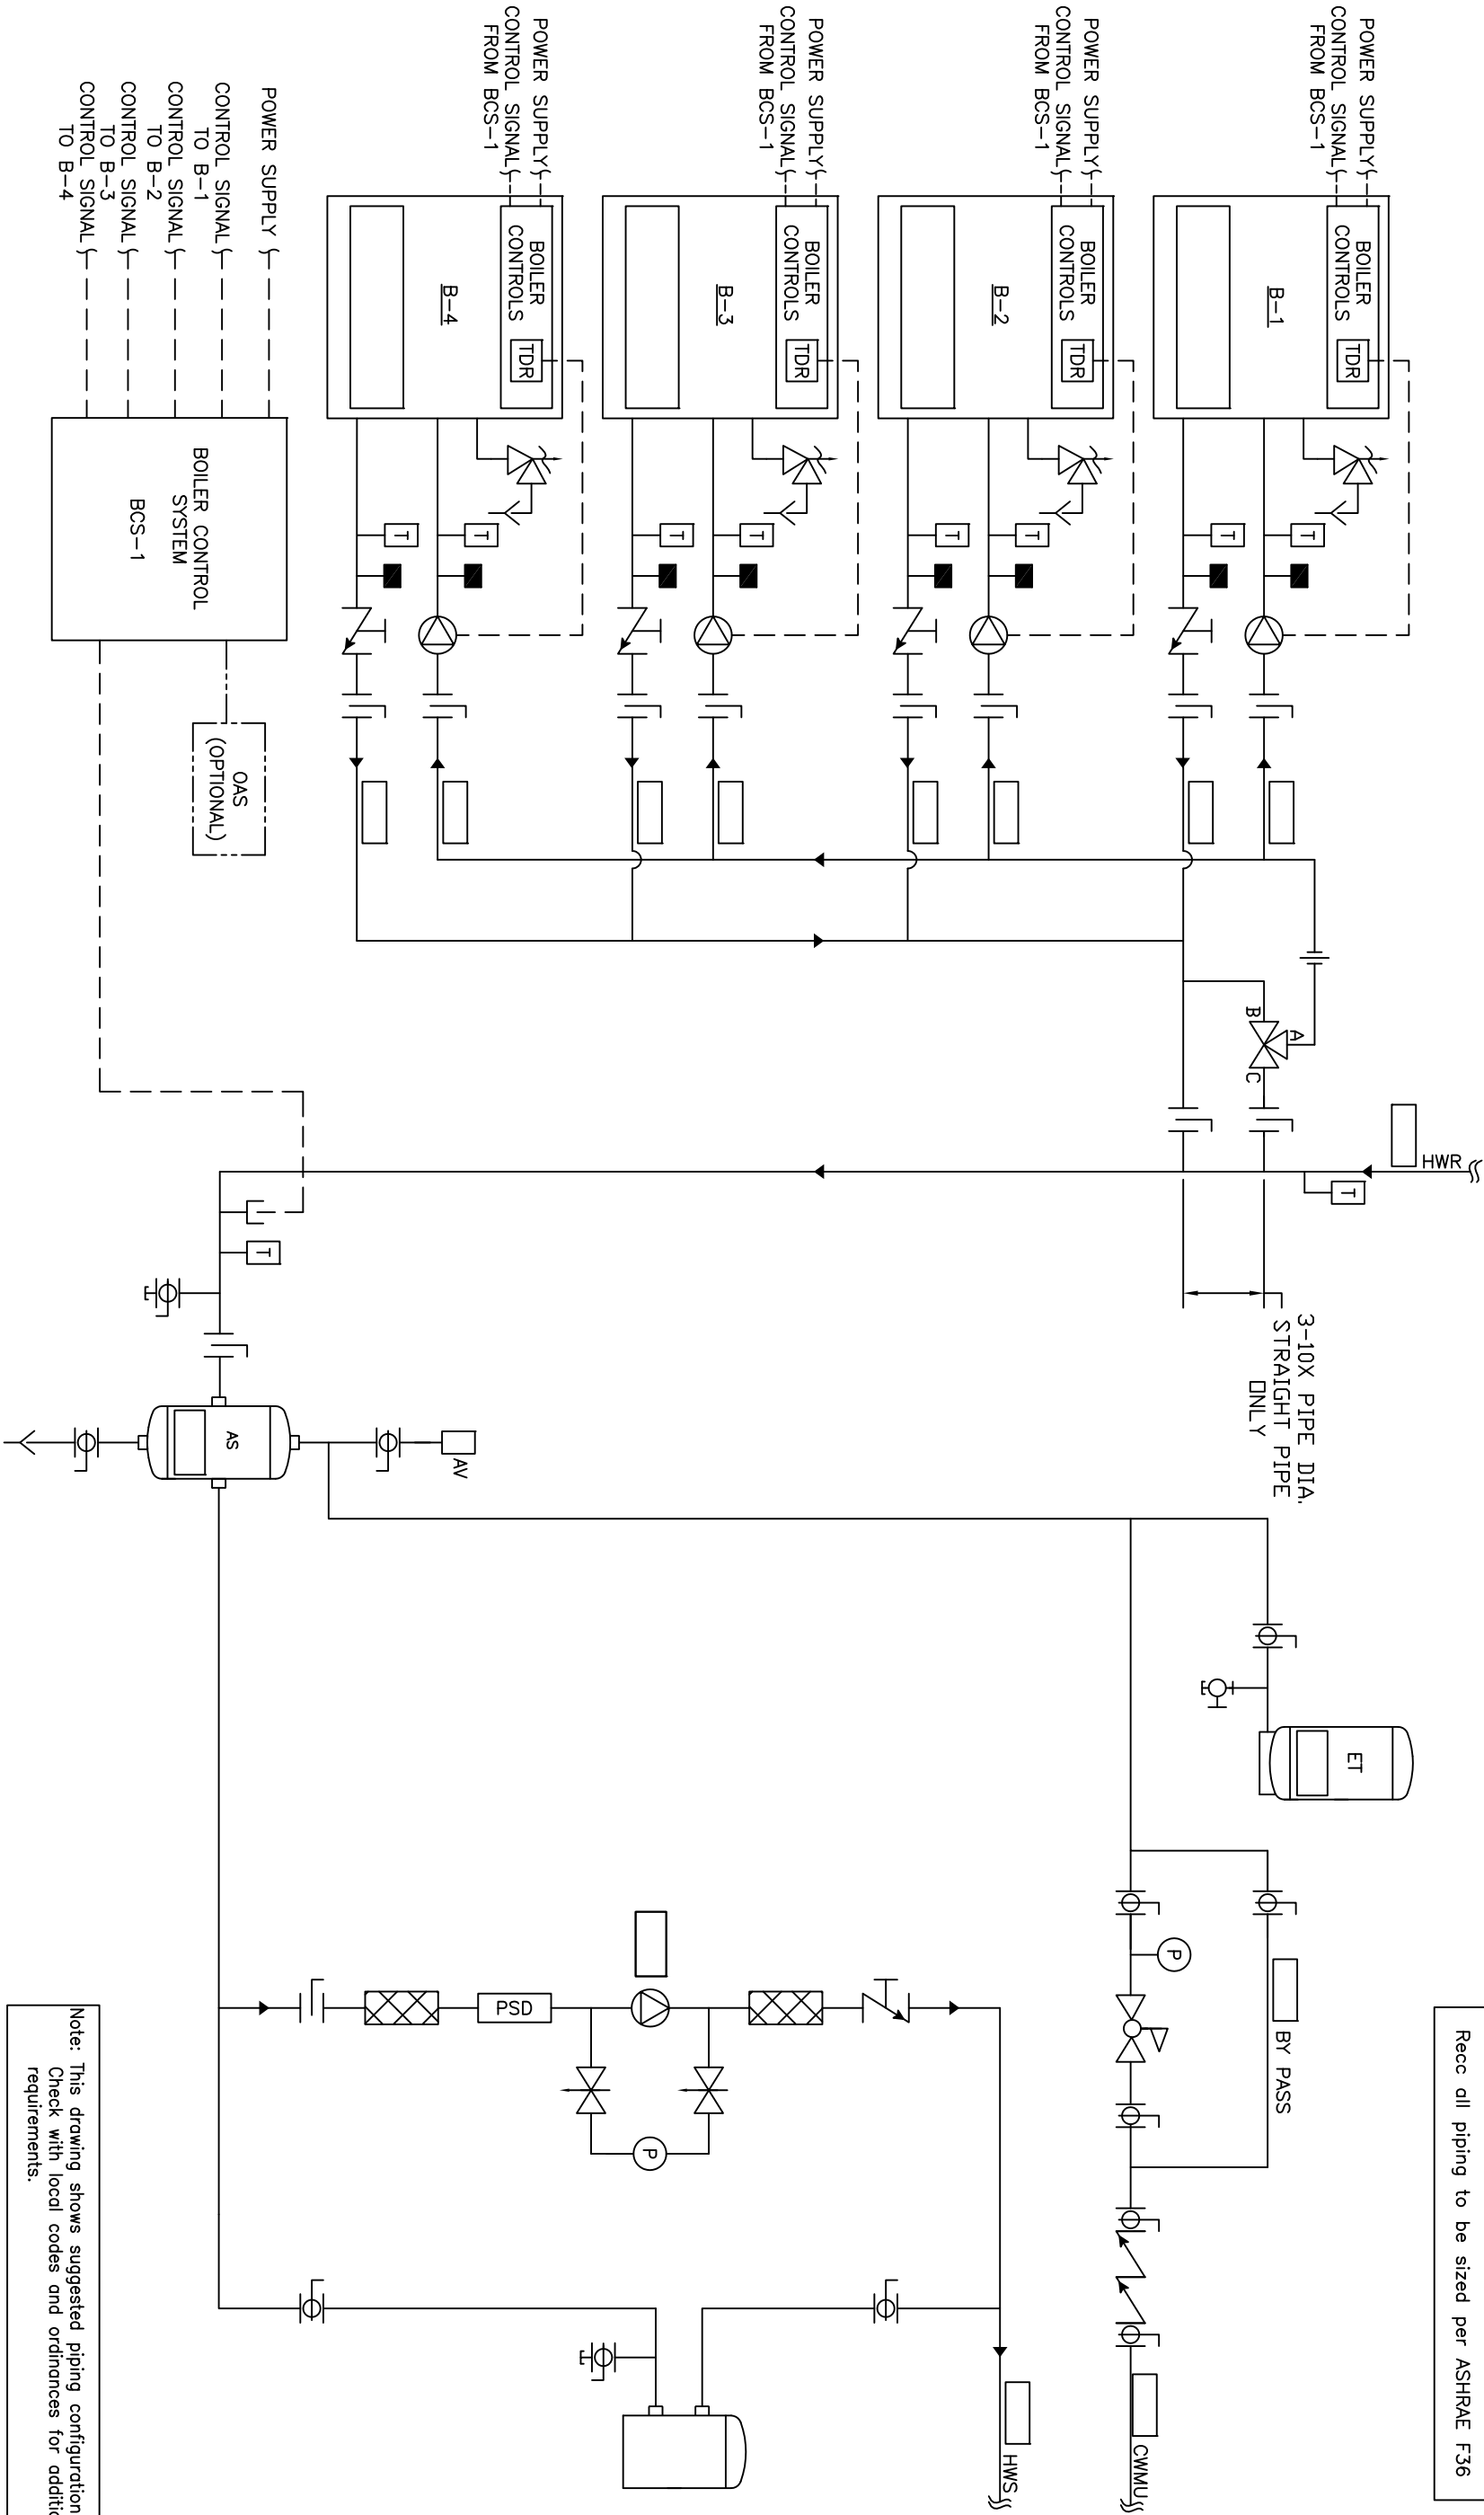 POWER SUPPLY
CONTROL SIGNAL
FROM BCS-1
BOILER
CONTROLS
TDR
B-4
T
T
POWER SUPPLY
CONTROL SIGNAL
FROM BCS-1
BOILER
CONTROLS
TDR
B-3
T
T
POWER SUPPLY
CONTROL SIGNAL
FROM BCS-1
BOILER
CONTROLS
TDR
B-2
T
T
POWER SUPPLY
CONTROL SIGNAL
FROM BCS-1
BOILER
CONTROLS
TDR
B-1
T
T
POWER SUPPLY
CONTROL SIGNAL
TO B-1
CONTROL SIGNAL
TO B-2
CONTROL SIGNAL
TO B-3
CONTROL SIGNAL
TO B-4
BOILER CONTROL
SYSTEM
BCS-1
OAS
(OPTIONAL)
A
B
C
HWR
T
T
3-10X PIPE DIA.
STRAIGHT PIPE
ONLY
AS
AV
ET
P
BY PASS
PSD
P
HWS
CWMU
Recc all piping to be sized per ASHRAE F36
Note: This drawing shows suggested piping configuration
Check with local codes and ordinances for
requirements.